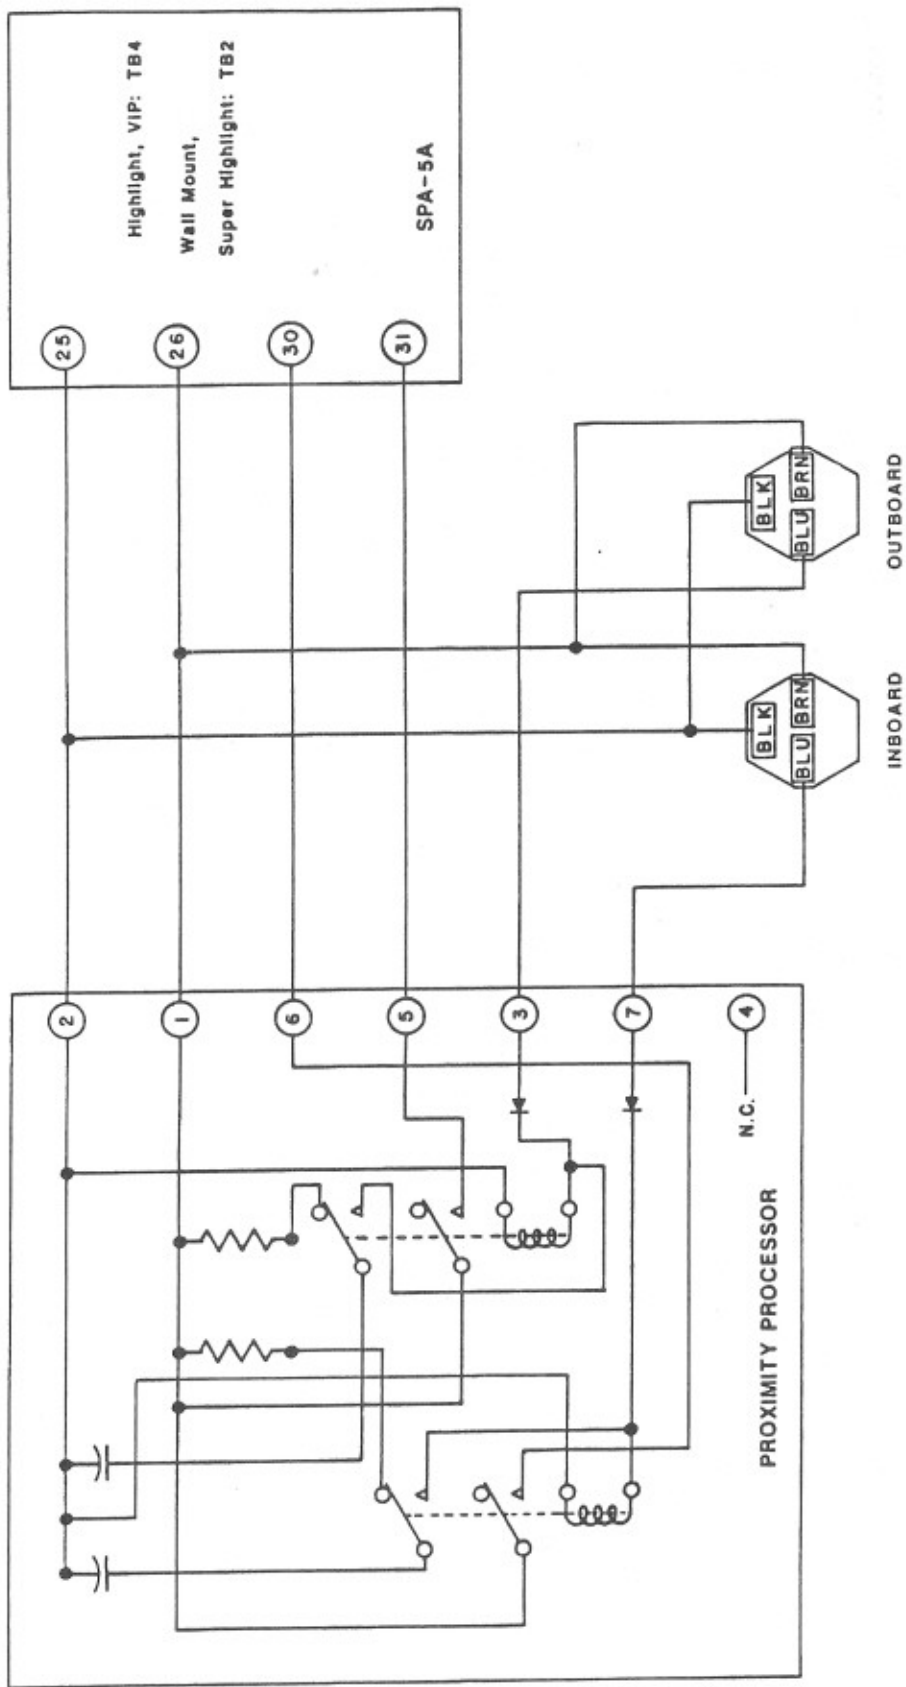 Highlight, VIP: TB4
Wall Mount,
Super Highlight: TB2
SPA-5A
25
26
30
31
2
1
6
5
3
7
4
N.C.
PROXIMITY PROCESSOR
BLK
BLU
BRN
INBOARD
BLK
BLU
BRN
OUTBOARD